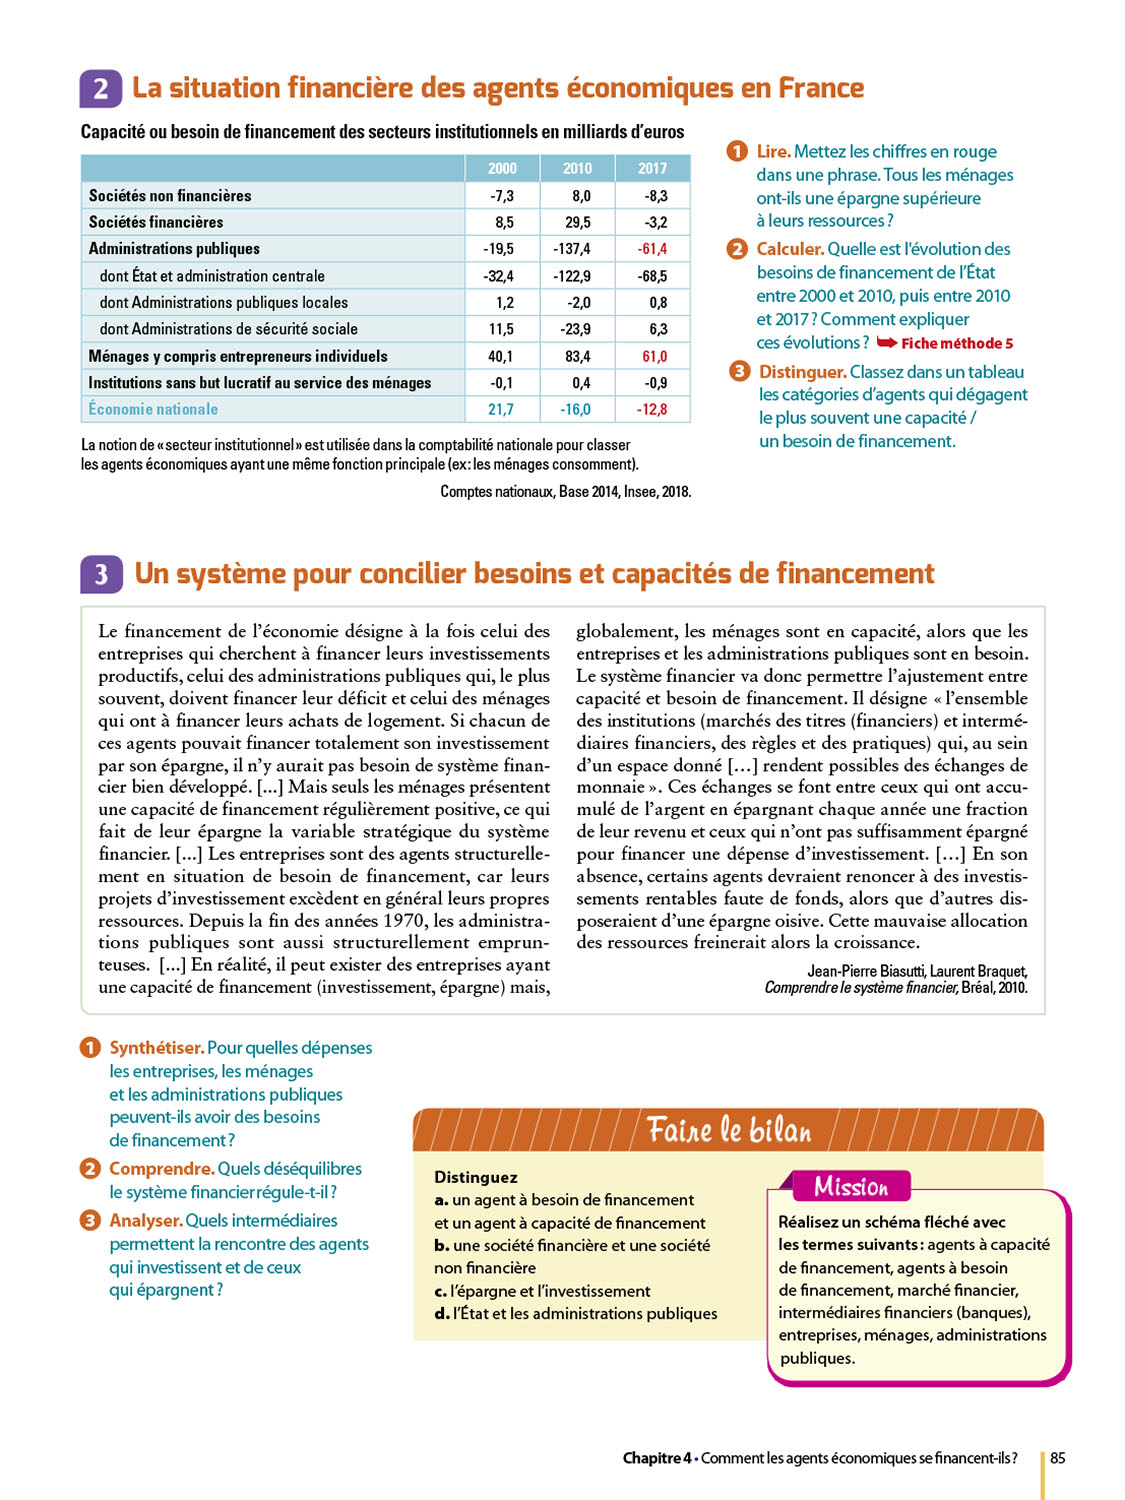 2 La situation financière des agents économiques en France
Capacité ou besoin de financement des secteurs institutionnels en milliards d'euros
2000 2010 2017
Sociétés non financières -7,3 8,0 -8,3
Sociétés financières 8,5 29,5 -3,2
Administrations publiques -19,5 -137,4 -61,4
dont État et administration centrale -32,4 -122,9 -68,5
dont Administrations publiques locales 1,2 -2,0 0,8
dont Administrations de sécurité sociale 11,5 -23,9 6,3
Ménages y compris entrepreneurs individuels 40,1 83,4 61,0
Institutions sans but lucratif au service des ménages -0,1 0,4 -0,9
Économie nationale 21,7 -16,0 -12,8
La notion de « secteur institutionnel » est utilisée dans la comptabilité nationale pour classer
les agents économiques ayant une même fonction principale (ex : les ménages consomment).
Comptes nationaux, Base 2014, Insee, 2018.
1 Lire. Mettez les chiffres en rouge
dans une phrase. Tous les ménages
ont-ils une épargne supérieure
à leurs ressources ?
2 Calculer. Quelle est l'évolution des
besoins de financement de l'État
entre 2000 et 2010, puis entre 2010
et 2017 ? Comment expliquer
ces évolutions ? ➥ Fiche méthode 5
3 Distinguer. Classez dans un tableau
les catégories d'agents qui dégagent
le plus souvent une capacité /
un besoin de financement.
3 Un système pour concilier besoins et capacités de financement
Le financement de l'économie désigne à la fois celui des
entreprises qui cherchent à financer leurs investissements
productifs, celui des administrations publiques qui, le plus
souvent, doivent financer leur déficit et celui des ménages
qui ont à financer leurs achats de logement. Si chacun de
ces agents pouvait financer totalement son investissement
par son épargne, il n'y aurait pas besoin de système finan-
cier bien développé. [...] Mais seuls les ménages présentent
une capacité de financement régulièrement positive, ce qui
fait de leur épargne la variable stratégique du système
financier. [...] Les entreprises sont des agents structurelle-
ment en situation de besoin de financement, car leurs
projets d'investissement excèdent en général leurs propres
ressources. Depuis la fin des années 1970, les administra-
tions publiques sont aussi structurellement emprun-
teuses. [...] En réalité, il peut exister des entreprises ayant
une capacité de financement (investissement, épargne) mais,
globalement, les ménages sont en capacité, alors que les
entreprises et les administrations publiques sont en besoin.
Le système financier va donc permettre l'ajustement entre
capacité et besoin de financement. Il désigne « l'ensemble
des institutions (marchés des titres (financiers) et intermé-
diaires financiers, des règles et des pratiques) qui, au sein
d'un espace donné [...] rendent possibles des échanges de
monnaie ». Ces échanges se font entre ceux qui ont accu-
mulé de l'argent en épargnant chaque année une fraction
de leur revenu et ceux qui n'ont pas suffisamment épargné
pour financer une dépense d'investissement. [...] En son
absence, certains agents devraient renoncer à des investis-
sements rentables faute de fonds, alors que d'autres dis-
poseraient d'une épargne oisive. Cette mauvaise allocation
des ressources freinerait alors la croissance.
Jean-Pierre Biasutti, Laurent Braquet,
Comprendre le système financier, Bréal, 2010.
1 Synthétiser. Pour quelles dépenses
les entreprises, les ménages
et les administrations publiques
peuvent-ils avoir des besoins
de financement ?
2 Comprendre. Quels déséquilibres
le système financier régule-t-il ?
3 Analyser. Quels intermédiaires
permettent la rencontre des agents
qui investissent et de ceux
qui épargnent ?
Faire le bilan
Distinguez
a. un agent à besoin de financement
et un agent à capacité de financement
b. une société financière et une société
non financière
c. l'épargne et l'investissement
d. l'État et les administrations publiques
Mission
Réalisez un schéma fléché avec
les termes suivants : agents à capacité
de financement, agents à besoin
de financement, marché financier,
intermédiaires financiers (banques),
entreprises, ménages, administrations
publiques.
Chapitre 4 • Comment les agents économiques se financent-ils ? 85